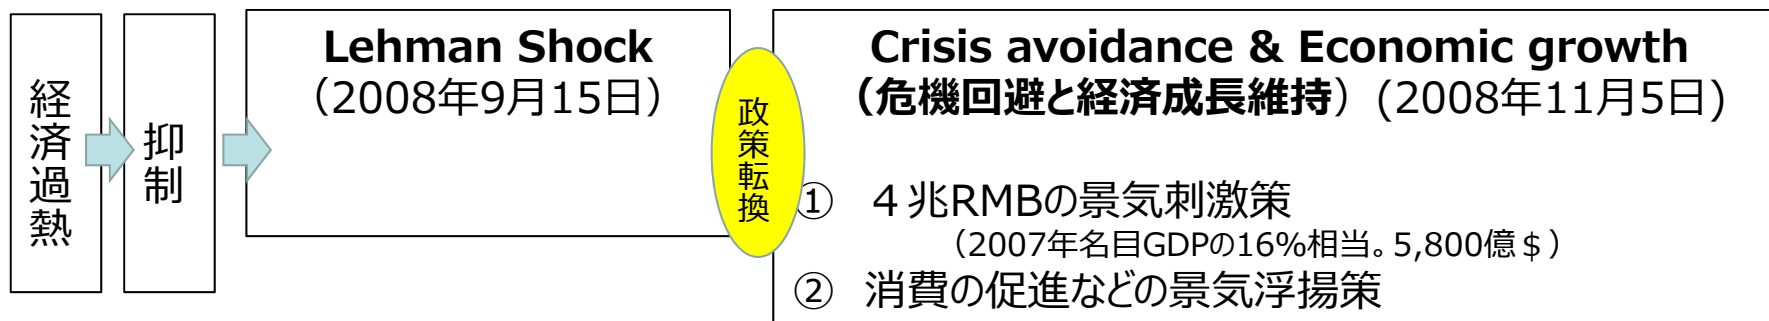 経済過熱
抑制
Lehman Shock
（2008年9月15日）
政策転換
Crisis avoidance & Economic growth
（危機回避と経済成長維持）(2008年11月5日)
① ４兆RMBの景気刺激策
（2007年名目GDPの16%相当。5,800億＄）
② 消費の促進などの景気浮揚策